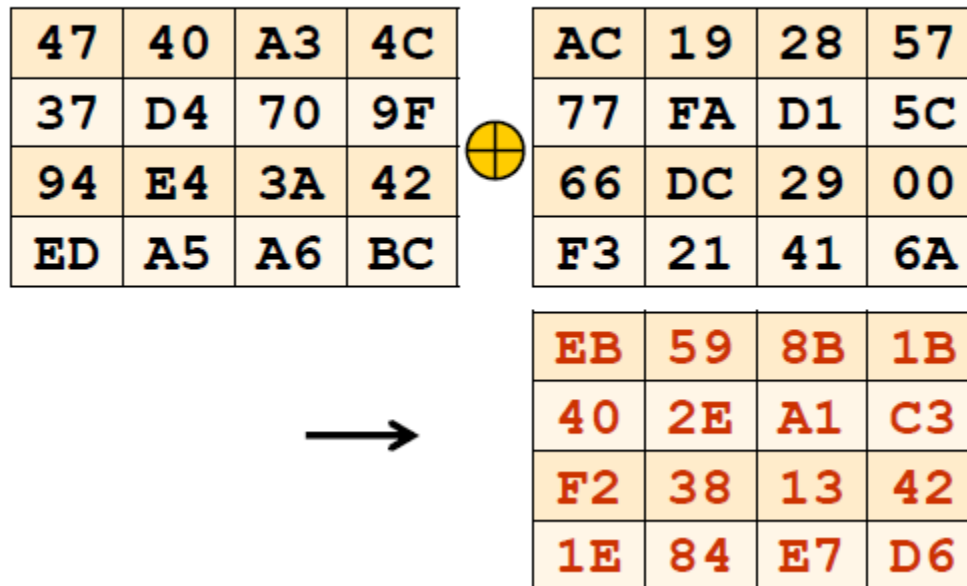 47 40 A3 4C
37 D4 70 9F
94 E4 3A 42
ED A5 A6 BC
AC 19 28 57
77 FA D1 5C
66 DC 29 00
F3 21 41 6A
EB 59 8B 1B
40 2E A1 C3
F2 38 13 42
1E 84 E7 D6